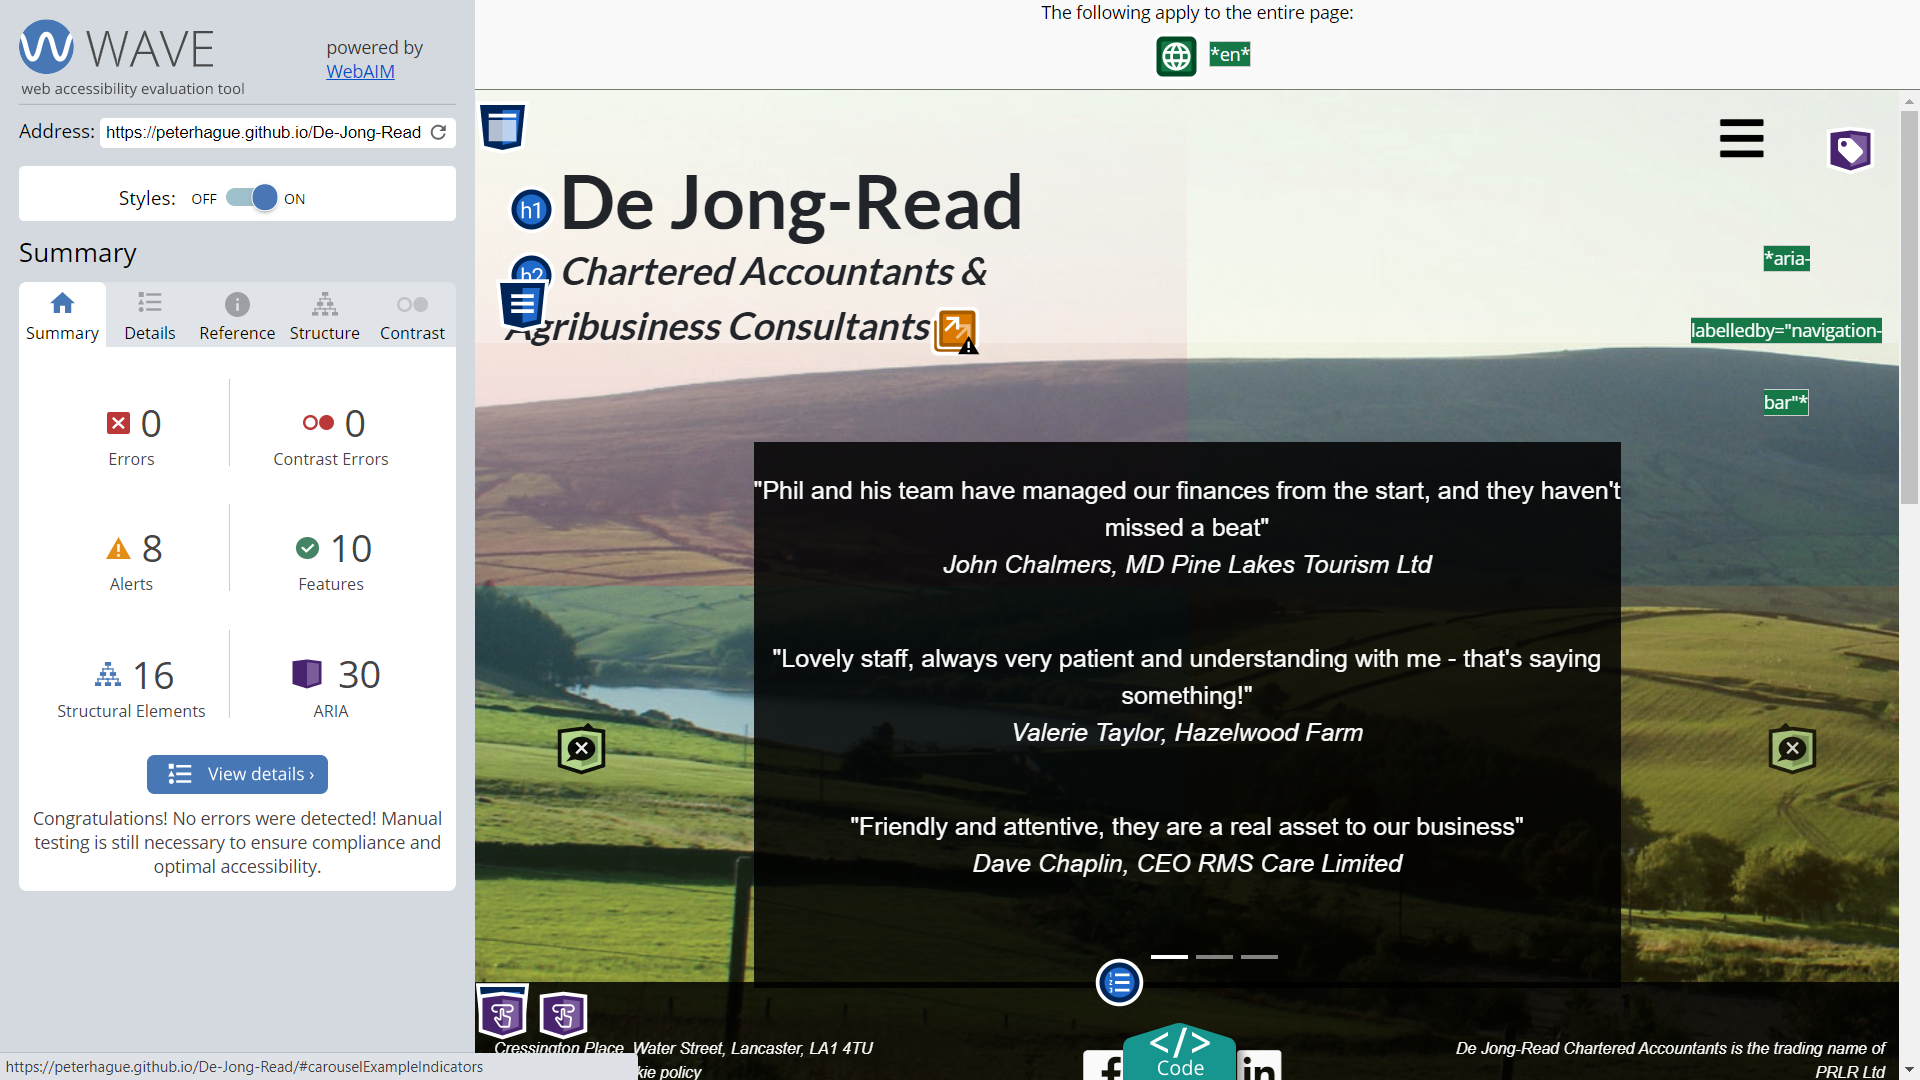 WAVE
web accessibility evaluation tool
powered by
WebAIM
Address: https://peterhague.github.io/De-Jong-Read
Styles: OFF ON
Summary
Summary Details Reference Structure Contrast
0 Errors
0 Contrast Errors
8 Alerts
10 Features
16 Structural Elements
30 ARIA
View details ›
Congratulations! No errors were detected! Manual
testing is still necessary to ensure compliance and
optimal accessibility.
https://peterhague.github.io/De-Jong-Read/#carouselExampleIndicators
The following apply to the entire page:
*en*
h1 De Jong-Read
h2 Chartered Accountants &
Agribusiness Consultants
*aria-
labelledby="navigation-
bar"*
"Phil and his team have managed our finances from the start, and they haven't
missed a beat"
John Chalmers, MD Pine Lakes Tourism Ltd
"Lovely staff, always very patient and understanding with me - that's saying
something!"
Valerie Taylor, Hazelwood Farm
"Friendly and attentive, they are a real asset to our business"
Dave Chaplin, CEO RMS Care Limited
Cressington Place, Water Street, Lancaster, LA1 4TU
kie policy
</> Code
f
in
De Jong-Read Chartered Accountants is the trading name of
PRLR Ltd